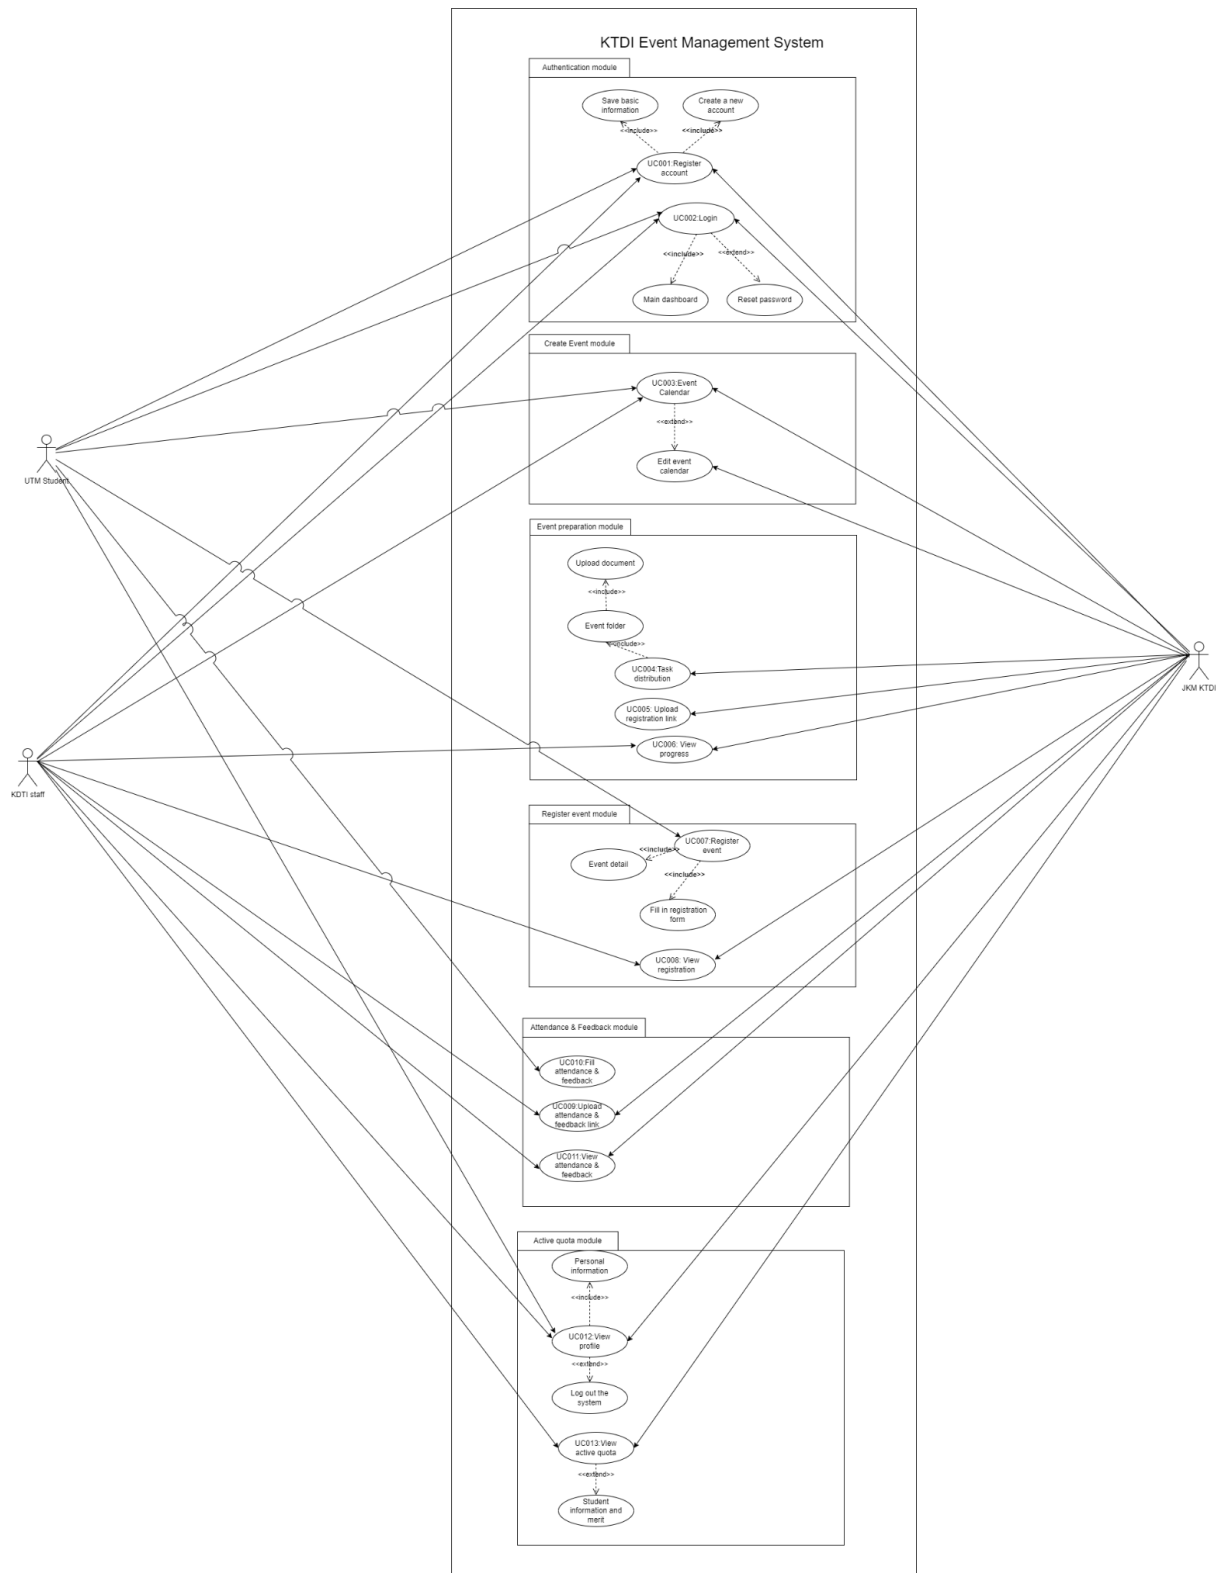 KTDI Event Management System
Authentication module
Save basic
information
Create a new
account
<<include>>
<<include>>
UC001:Register
account
UC002:Login
<<include>>
<<extend>>
Main dashboard
Reset password
Create Event module
UC003:Event
Calendar
<<extend>>
Edit event
calendar
UTM Student
Event preparation module
Upload document
<<include>>
Event folder
<<include>>
UC004:Task
distribution
UC005: Upload
registration link
UC006: View
progress
JKM KTDI
KDTI staff
Register event module
UC007:Register
event
<<include>>
Event detail
<<include>>
Fill in registration
form
UC008: View
registration
Attendance & Feedback module
UC010:Fill
attendance &
feedback
UC009:Upload
attendance &
feedback link
UC011:View
attendance &
feedback
Active quota module
Personal
information
<<include>>
UC012:View
profile
<<extend>>
Log out the
system
UC013:View
active quota
<<extend>>
Student
information and
merit